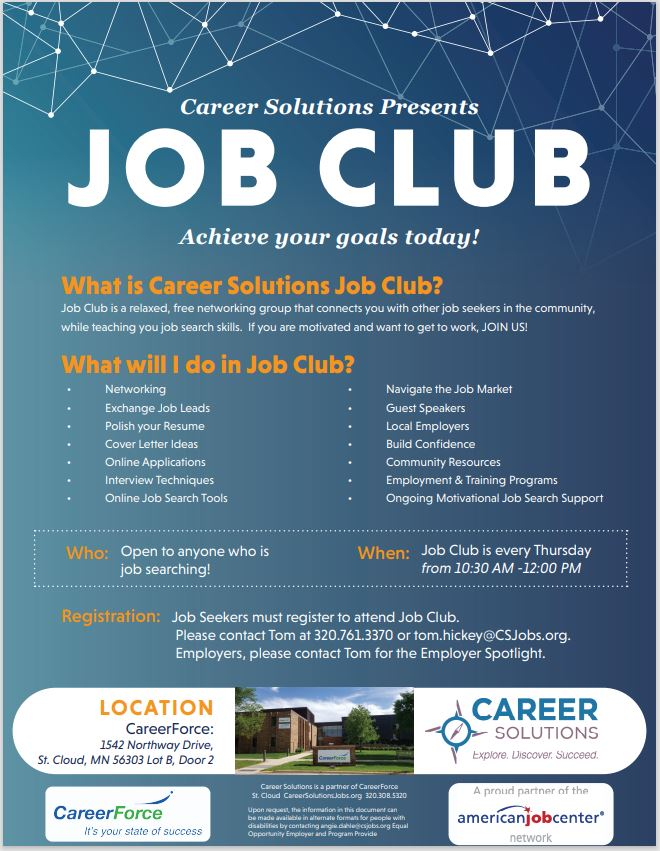 Career Solutions Presents
JOB CLUB
Achieve your goals today!
What is Career Solutions Job Club?
Job Club is a relaxed, free networking group that connects you with other job seekers in the community,
while teaching you job search skills. If you are motivated and want to get to work, JOIN US!
What will I do in Job Club?
• Networking
• Exchange Job Leads
• Polish your Resume
• Cover Letter Ideas
• Online Applications
• Interview Techniques
• Online Job Search Tools
• Navigate the Job Market
• Guest Speakers
• Local Employers
• Build Confidence
• Community Resources
• Employment & Training Programs
• Ongoing Motivational Job Search Support
Who: Open to anyone who is
job searching!
When: Job Club is every Thursday
from 10:30 AM -12:00 PM
Registration: Job Seekers must register to attend Job Club.
Please contact Tom at 320.761.3370 or tom.hickey@CSJobs.org.
Employers, please contact Tom for the Employer Spotlight.
LOCATION
CareerForce:
1542 Northway Drive,
St. Cloud, MN 56303 Lot B, Door 2
CareerForce
CAREER
SOLUTIONS
Explore. Discover. Succeed.
CareerForce
It's your state of success
Career Solutions is a partner of CareerForce
St. Cloud CareerSolutionsJobs.org 320.308.5320
Upon request, the information in this document can
be made available in alternate formats for people with
disabilities by contacting angie.dahle@csjobs.org Equal
Opportunity Employer and Program Provide
A proud partner of the
americanjobcenter®
network